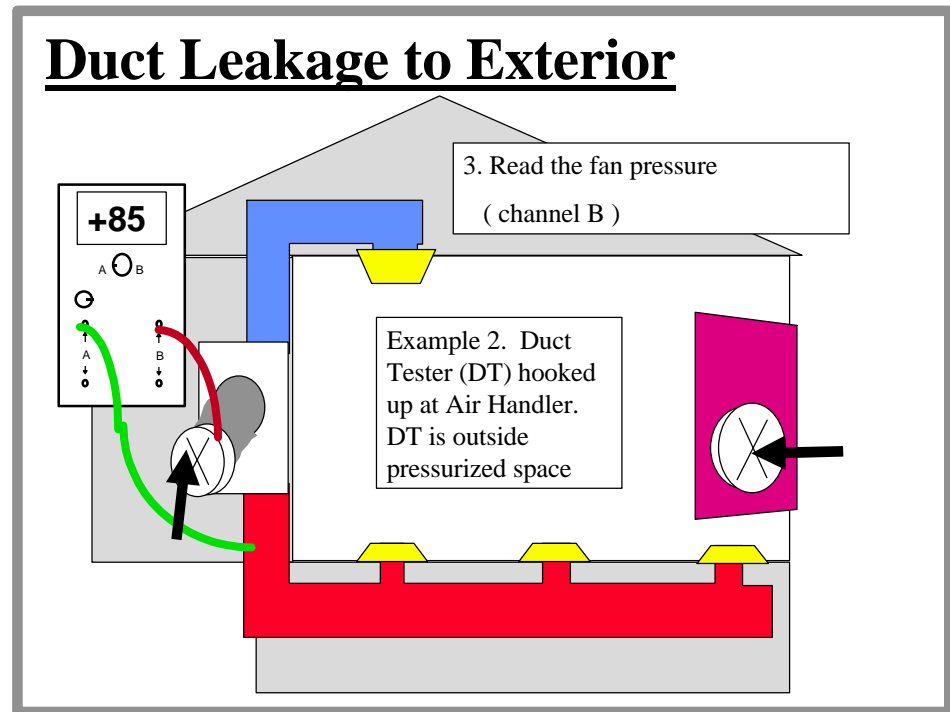 Duct Leakage to Exterior
3. Read the fan pressure
( channel B )
+85
A B
A B
Example 2. Duct
Tester (DT) hooked
up at Air Handler.
DT is outside
pressurized space